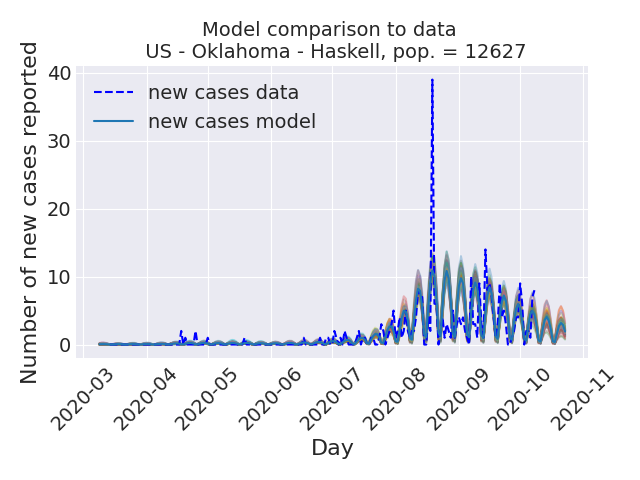 Model comparison to data
US - Oklahoma - Haskell, pop. = 12627
Number of new cases reported
40
30
20
10
0
new cases data
new cases model
2020-03
2020-04
2020-05
2020-06
2020-07
2020-08
2020-09
2020-10
2020-11
Day